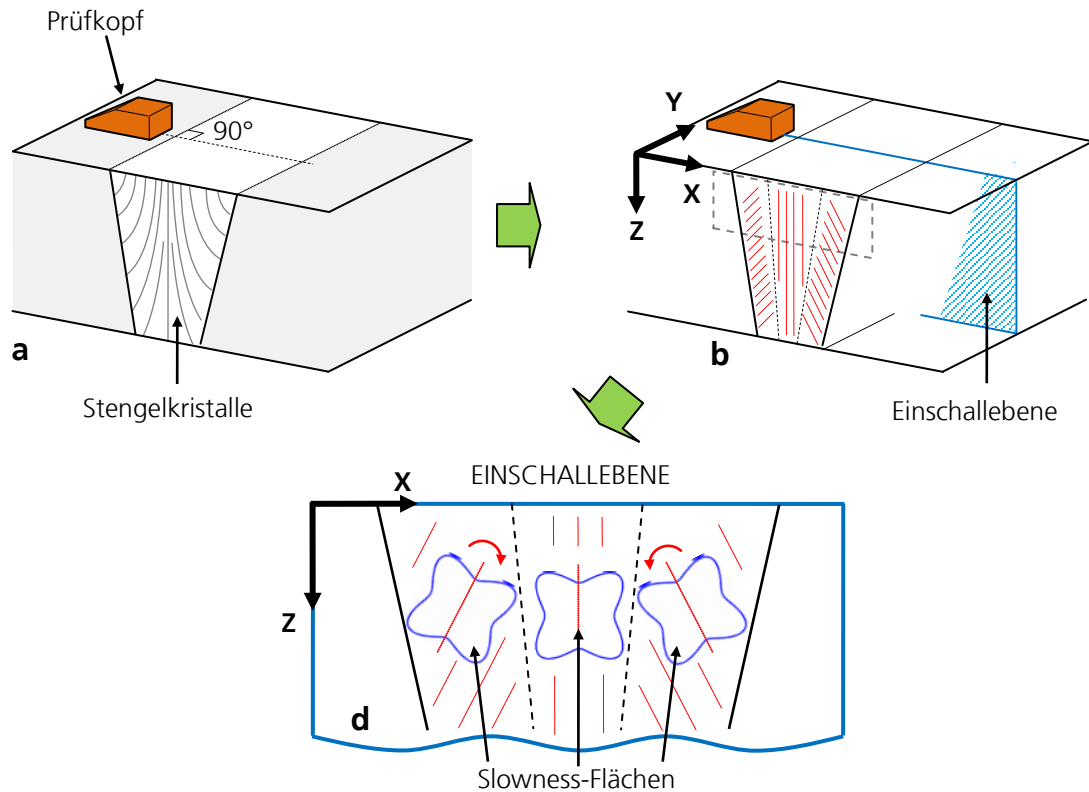 Prüfkopf
90°
a
Stengelkristalle
Y
X
Z
b
Einschallebene
EINSCHALLEBENE
X
Z
d
Slowness-Flächen